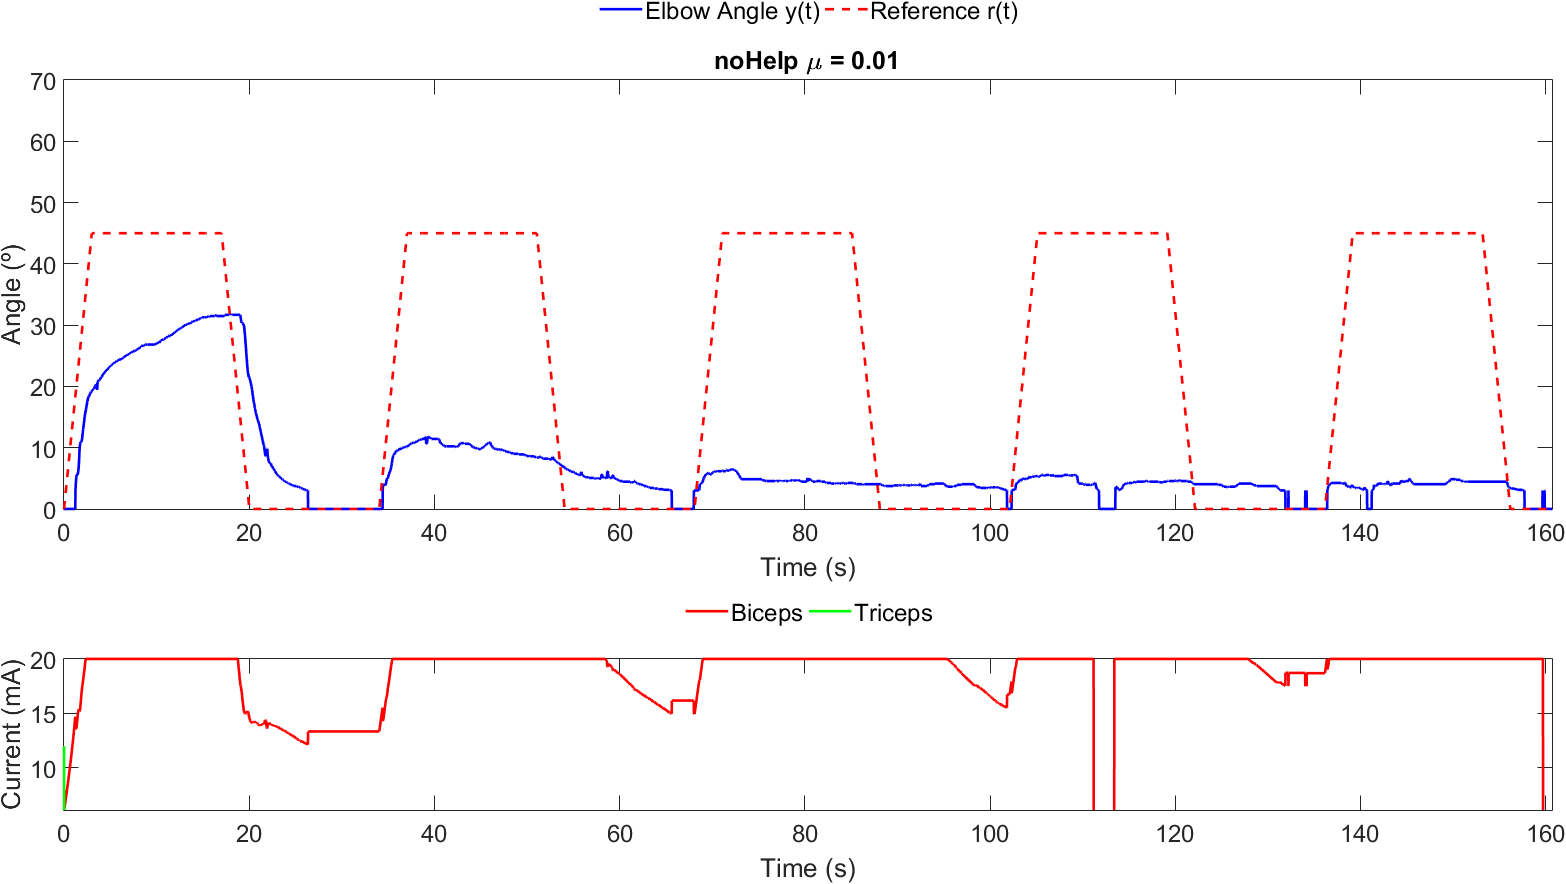 Elbow Angle y(t) Reference r(t)
noHelp μ = 0.01
70
60
50
40
30
20
10
0
Angle (º)
0 20 40 60 80 100 120 140 160
Time (s)
Biceps Triceps
20
15
10
Current (mA)
0 20 40 60 80 100 120 140 160
Time (s)